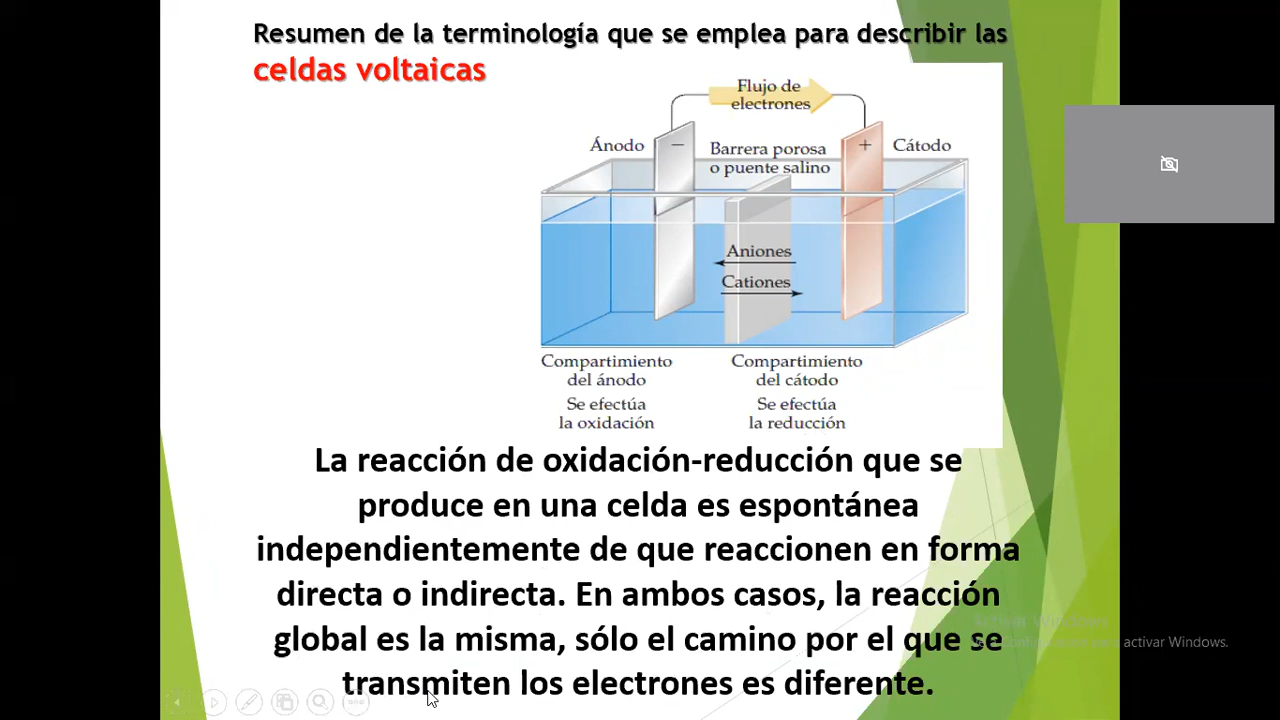 Resumen de la terminología que se emplea para describir las
celdas voltaicas
Flujo de
electrones
Ánodo
−
Barrera porosa
o puente salino
+
Cátodo
Aniones
Cationes
Compartimiento
del ánodo
Se efectúa
la oxidación
Compartimiento
del cátodo
Se efectúa
la reducción
La reacción de oxidación-reducción que se
produce en una celda es espontánea
independientemente de que reaccionen en forma
directa o indirecta. En ambos casos, la reacción
global es la misma, sólo el camino por el que se
transmiten los electrones es diferente.
Activar Windows
activar Windows.